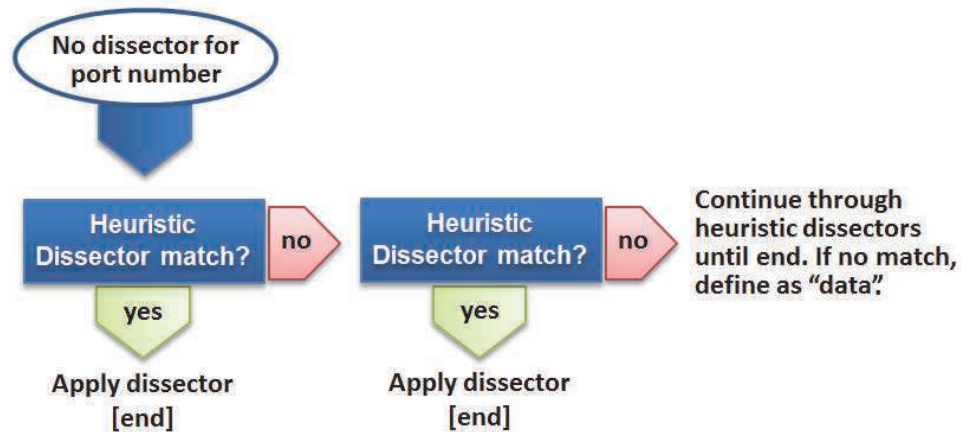 No dissector for
port number
Heuristic
Dissector match?
no
Heuristic
Dissector match?
no
Continue through
heuristic dissectors
until end. If no match,
define as “data”.
yes
yes
Apply dissector
[end]
Apply dissector
[end]